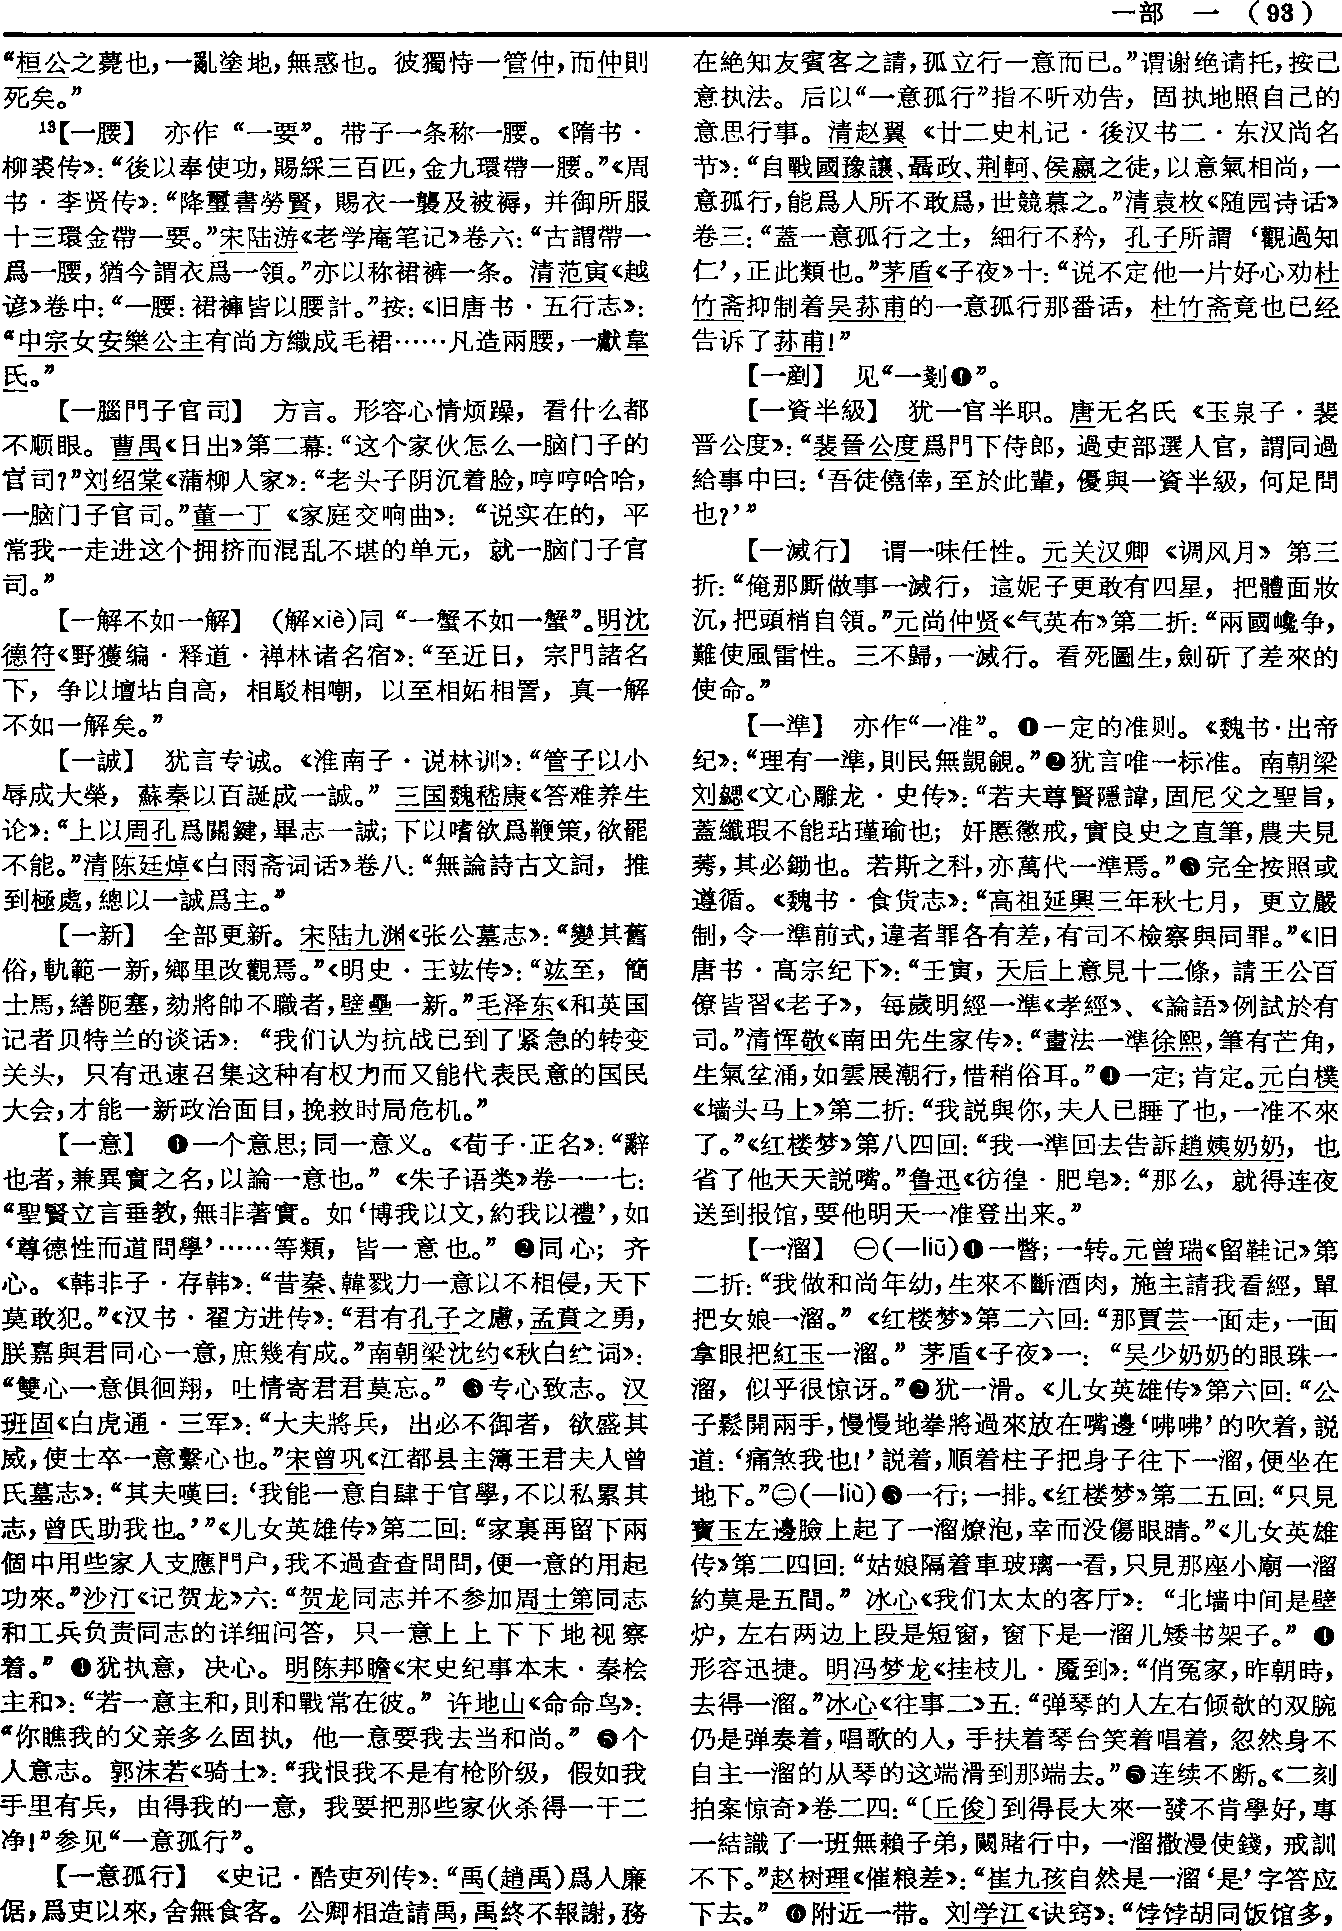 一部　一　（93）
“桓公之薨也，一亂塗地，無惑也。彼獨恃一管仲，而仲則
死矣。”
13【一腰】　亦作“一要”。带子一条称一腰。《隋书·
柳裘传》：“後以奉使功，賜綵三百匹，金九環帶一腰。”《周
书·李贤传》：“降璽書勞賢，賜衣一襲及被褥，并御所服
十三環金帶一要。”宋陆游《老学庵笔记》卷六：“古謂帶一
爲一腰，猶今謂衣爲一領。”亦以称裙裤一条。清范寅《越
谚》卷中：“一腰：裙褲皆以腰計。”按：《旧唐书·五行志》：
“中宗女安樂公主有尚方織成毛裙……凡造兩腰，一獻韋
氏。”
【一腦門子官司】　方言。形容心情烦躁，看什么都
不顺眼。曹禺《日出》第二幕：“这个家伙怎么一脑门子的
官司？”刘绍棠《蒲柳人家》：“老头子阴沉着脸，哼哼哈哈，
一脑门子官司。”董一丁《家庭交响曲》：“说实在的，平
常我一走进这个拥挤而混乱不堪的单元，就一脑门子官
司。”
【一解不如一解】　（解xiè）同“一蟹不如一蟹”。明沈
德符《野獲编·释道·禅林诸名宿》：“至近日，宗門諸名
下，争以壇坫自高，相駁相嘲，以至相妬相詈，真一解
不如一解矣。”
【一誠】　犹言专诚。《淮南子·说林训》：“管子以小
辱成大榮，蘇秦以百誕成一誠。”三国魏嵇康《答难养生
论》：“上以周孔爲關鍵，畢志一誠；下以嗜欲爲鞭策，欲罷
不能。”清陈廷焯《白雨斋词话》卷八：“無論詩古文詞，推
到極處，總以一誠爲主。”
【一新】　全部更新。宋陆九渊《张公墓志》：“變其舊
俗，軌範一新，鄉里改觀焉。”《明史·王竑传》：“竑至，簡
士馬，繕阨塞，劾將帥不職者，壁壘一新。”毛泽东《和英国
记者贝特兰的谈话》：“我们认为抗战已到了紧急的转变
关头，只有迅速召集这种有权力而又能代表民意的国民
大会，才能一新政治面目，挽救时局危机。”
【一意】　❶一个意思；同一意义。《荀子·正名》：“辭
也者，兼異實之名，以論一意也。”《朱子语类》卷一一七：
“聖賢立言垂教，無非著實。如‘博我以文，約我以禮’，如
‘尊德性而道問學’……等類，皆一意也。”❷同心；齐
心。《韩非子·存韩》：“昔秦、韓戮力一意以不相侵，天下
莫敢犯。”《汉书·翟方进传》：“君有孔子之慮，孟賁之勇，
朕嘉與君同心一意，庶幾有成。”南朝梁沈约《秋白纻词》：
“雙心一意俱徊翔，吐情寄君君莫忘。”❸专心致志。汉
班固《白虎通·三军》：“大夫將兵，出必不御者，欲盛其
威，使士卒一意繫心也。”宋曾巩《江都县主簿王君夫人曾
氏墓志》：“其夫嘆曰：‘我能一意自肆于官學，不以私累其
志，曾氏助我也。’”《儿女英雄传》第二回：“家裏再留下兩
個中用些家人支應門户，我不過查查問問，便一意的用起
功來。”沙汀《记贺龙》六：“贺龙同志并不参加周士第同志
和工兵负责同志的详细问答，只一意上上下下地视察
着。”❹犹执意，决心。明陈邦瞻《宋史纪事本末·秦桧
主和》：“若一意主和，則和戰常在彼。”许地山《命命鸟》：
“你瞧我的父亲多么固执，他一意要我去当和尚。”❺个
人意志。郭沫若《骑士》：“我恨我不是有枪阶级，假如我
手里有兵，由得我的一意，我要把那些家伙杀得一干二
净！”参见“一意孤行”。
【一意孤行】　《史记·酷吏列传》：“禹（趙禹）爲人廉
倨，爲吏以來，舍無食客。公卿相造請禹，禹終不報謝，務
在絶知友賓客之請，孤立行一意而已。”谓谢绝请托，按己
意执法。后以“一意孤行”指不听劝告，固执地照自己的
意思行事。清赵翼《廿二史札记·後汉书二·东汉尚名
节》：“自戰國豫讓、聶政、荆軻、侯嬴之徒，以意氣相尚，一
意孤行，能爲人所不敢爲，世競慕之。”清袁枚《随园诗话》
卷三：“蓋一意孤行之士，細行不矜，孔子所謂‘觀過知
仁’，正此類也。”茅盾《子夜》十：“说不定他一片好心劝杜
竹斋抑制着吴荪甫的一意孤行那番话，杜竹斋竟也已经
告诉了荪甫！”
【一剷】　见“一剗❶”。
【一資半級】　犹一官半职。唐无名氏《玉泉子·裴
晋公度》：“裴晉公度爲門下侍郎，過吏部選人官，謂同過
給事中曰：‘吾徒僥倖，至於此輩，優與一資半級，何足問
也？’”
【一滅行】　谓一味任性。元关汉卿《调风月》第三
折：“俺那厮做事一滅行，這妮子更敢有四星，把體面妝
沉，把頭梢自領。”元尚仲贤《气英布》第二折：“兩國巉争，
難使風雷性。三不歸，一滅行。看死圖生，劍斫了差來的
使命。”
【一準】　亦作“一准”。❶一定的准则。《魏书·出帝
纪》：“理有一準，則民無覬覦。”❷犹言唯一标准。南朝梁
刘勰《文心雕龙·史传》：“若夫尊賢隱諱，固尼父之聖旨，
蓋纖瑕不能玷瑾瑜也；奸慝懲戒，實良史之直筆，農夫見
莠，其必鋤也。若斯之科，亦萬代一準焉。”❸完全按照或
遵循。《魏书·食货志》：“高祖延興三年秋七月，更立嚴
制，令一準前式，違者罪各有差，有司不檢察與同罪。”《旧
唐书·高宗纪下》：“壬寅，天后上意見十二條，請王公百
僚皆習《老子》，每歲明經一準《孝經》、《論語》例試於有
司。”清恽敬《南田先生家传》：“畫法一準徐熙，筆有芒角，
生氣坌涌，如雲展潮行，惜稍俗耳。”❹一定；肯定。元白樸
《墙头马上》第二折：“我説與你，夫人已睡了也，一准不來
了。”《红楼梦》第八四回：“我一準回去告訴趙姨奶奶，也
省了他天天説嘴。”鲁迅《彷徨·肥皂》：“那么，就得连夜
送到报馆，要他明天一准登出来。”
【一溜】　㊀（一liū）❶一瞥；一转。元曾瑞《留鞋记》第
二折：“我做和尚年幼，生來不斷酒肉，施主請我看經，單
把女娘一溜。”《红楼梦》第二六回：“那賈芸一面走，一面
拿眼把紅玉一溜。”茅盾《子夜》一：“吴少奶奶的眼珠一
溜，似乎很惊讶。”❷犹一滑。《儿女英雄传》第六回：“公
子鬆開兩手，慢慢地拳將過來放在嘴邊‘咈咈’的吹着，説
道：‘痛煞我也！’説着，順着柱子把身子往下一溜，便坐在
地下。”㊁（一liù）❸一行；一排。《红楼梦》第二五回：“只見
寳玉左邊臉上起了一溜燎泡，幸而没傷眼睛。”《儿女英雄
传》第二四回：“姑娘隔着車玻璃一看，只見那座小廟一溜
約莫是五間。”冰心《我们太太的客厅》：“北墙中间是壁
炉，左右两边上段是短窗，窗下是一溜儿矮书架子。”❹
形容迅捷。明冯梦龙《挂枝儿·魇到》：“俏冤家，昨朝時，
去得一溜。”冰心《往事二》五：“弹琴的人左右倾欹的双腕
仍是弹奏着，唱歌的人，手扶着琴台笑着唱着，忽然身不
自主一溜的从琴的这端滑到那端去。”❺连续不断。《二刻
拍案惊奇》卷二四：“〔丘俊〕到得長大來一發不肯學好，專
一結識了一班無賴子弟，闞賭行中，一溜撒漫使錢，戒訓
不下。”赵树理《催粮差》：“崔九孩自然是一溜‘是’字答应
下去。”❻附近一带。刘学江《诀窍》：“饽饽胡同饭馆多，